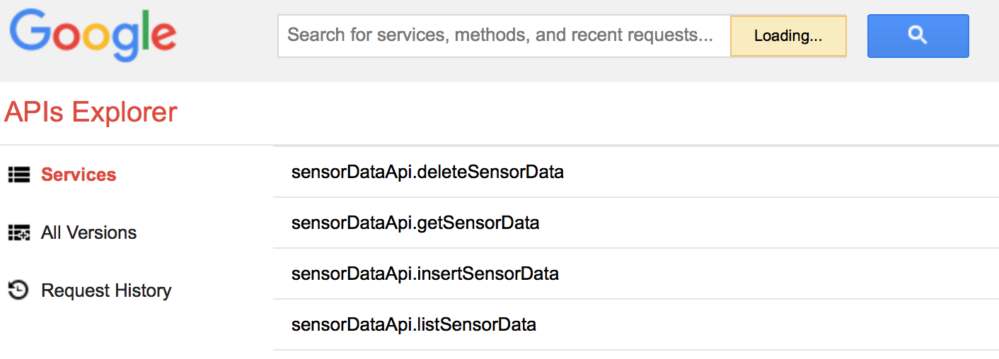 Google
Search for services, methods, and recent requests...
Loading...
APIs Explorer
Services
All Versions
Request History
sensorDataApi.deleteSensorData
sensorDataApi.getSensorData
sensorDataApi.insertSensorData
sensorDataApi.listSensorData